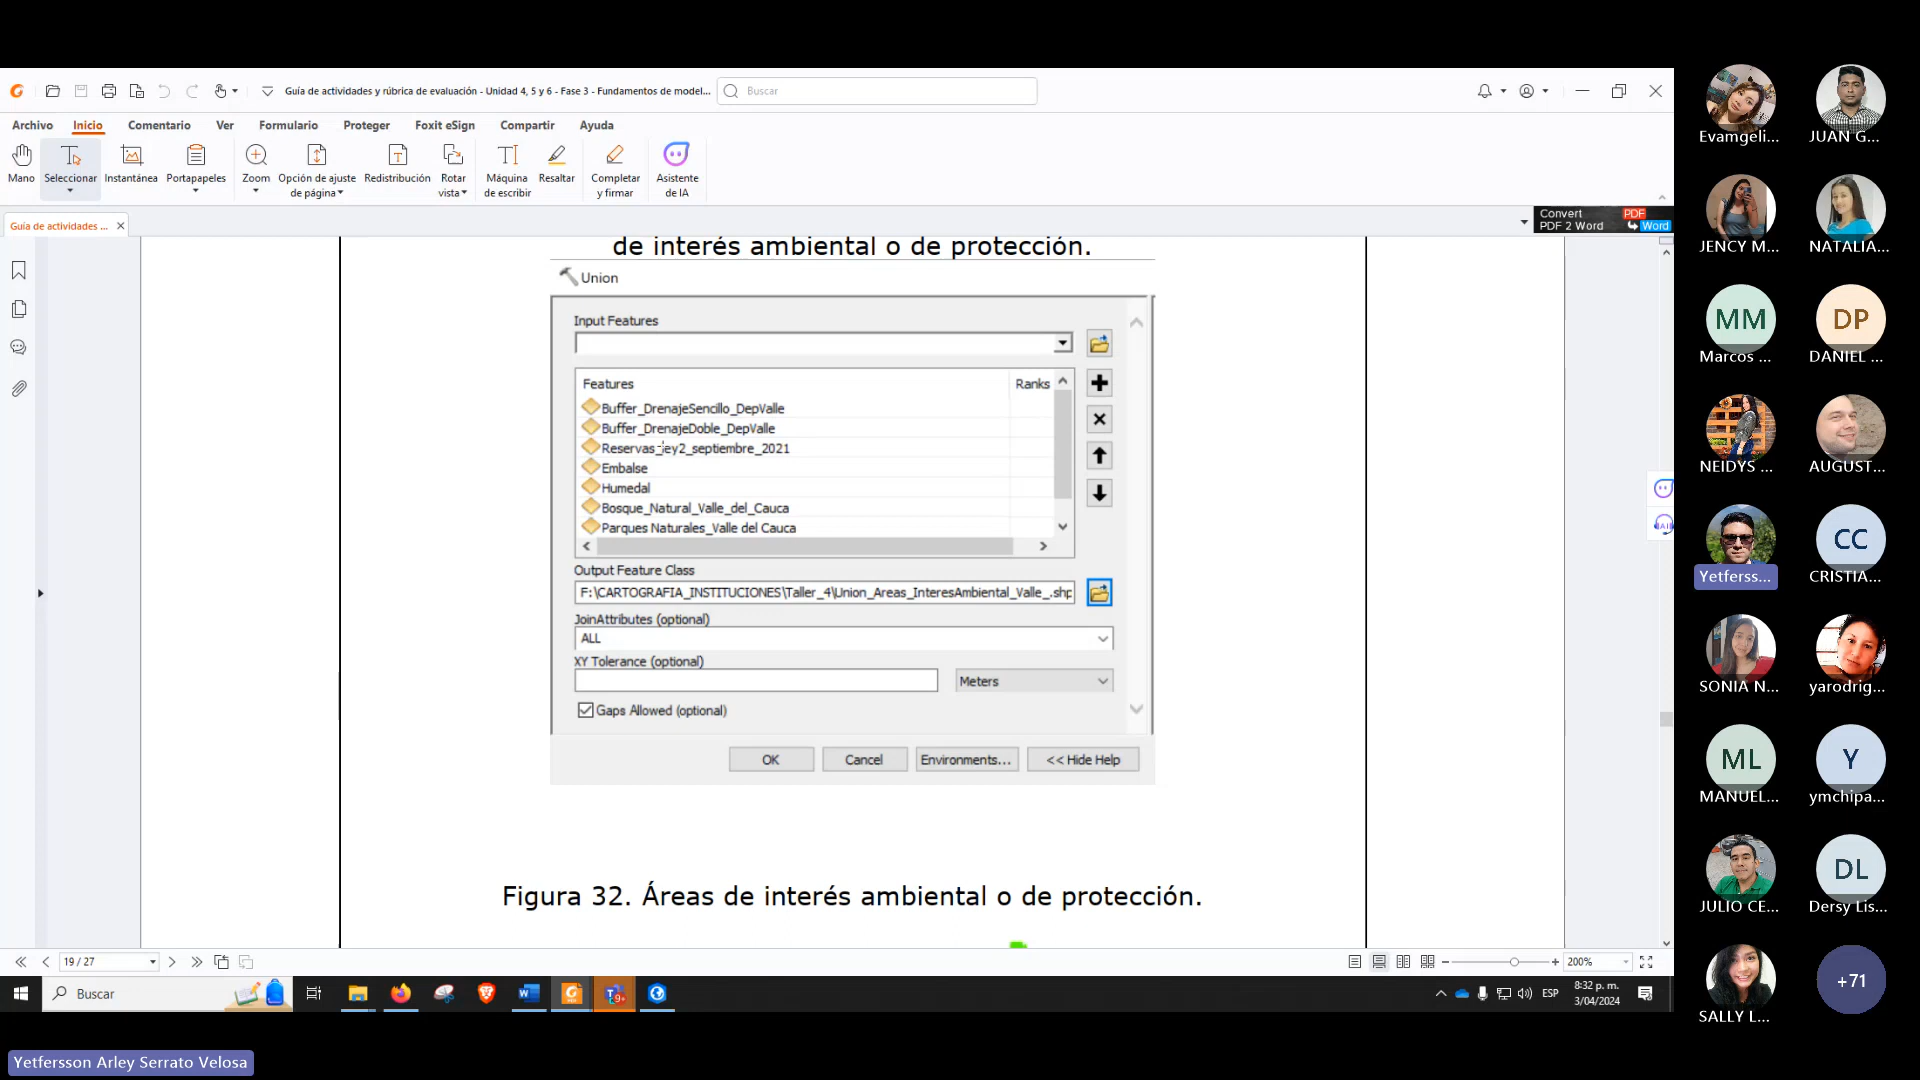 Guía de actividades y rúbrica de evaluación - Unidad 4, 5 y 6 - Fase 3 - Fundamentos de model...
Buscar
Archivo
Inicio
Comentario
Ver
Formulario
Proteger
Foxit eSign
Compartir
Ayuda
Mano
Seleccionar
Instantánea
Portapapeles
Zoom
Opción de ajuste de página
Redistribución
Rotar vista
Máquina de escribir
Resaltar
Completar y firmar
Asistente de IA
Guía de actividades ...
Convert PDF
PDF 2 Word Word
de interés ambiental o de protección.
Union
Input Features
Features Ranks
Buffer_DrenajeSencillo_DepValle
Buffer_DrenajeDoble_DepValle
Reservas_ley2_septiembre_2021
Embalse
Humedal
Bosque_Natural_Valle_del_Cauca
Parques Naturales_Valle del Cauca
Output Feature Class
F:\CARTOGRAFIA_INSTITUCIONES\Taller_4\Union_Areas_InteresAmbiental_Valle_.shp
JoinAttributes (optional)
ALL
XY Tolerance (optional)
Meters
Gaps Allowed (optional)
OK
Cancel
Environments...
<< Hide Help
Figura 32. Áreas de interés ambiental o de protección.
19 / 27
200%
Buscar
9+
ESP
8:32 p. m.
3/04/2024
Evamgeli...
JUAN G...
JENCY M...
NATALIA...
MM
Marcos ...
DP
DANIEL ...
NEIDYS ...
AUGUST...
Yetferss...
CC
CRISTIA...
SONIA N...
yarodrig...
ML
MANUEL...
Y
ymchipa...
JULIO CE...
DL
Dersy Lis...
SALLY L...
+71
Yetfersson Arley Serrato Velosa